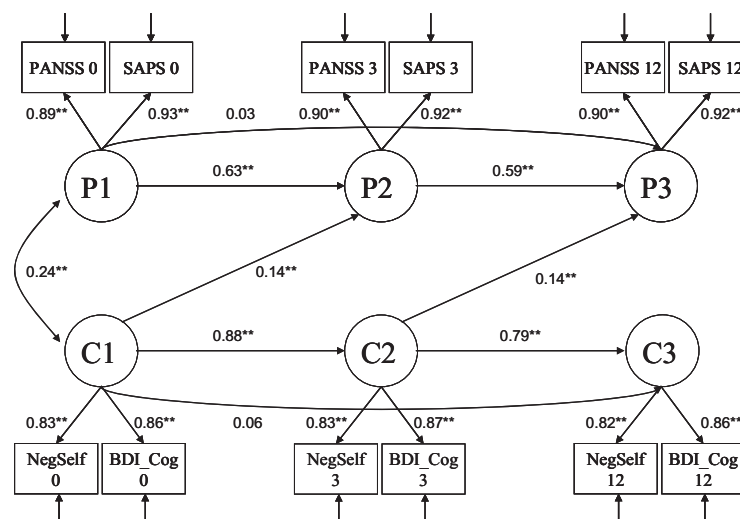 PANSS 0 SAPS 0 PANSS 3 SAPS 3 PANSS 12 SAPS 12
0.89** 0.93** 0.03 0.90** 0.92** 0.90** 0.92**
P1 0.63** P2 0.59** P3
0.24** 0.14** 0.14**
C1 0.88** C2 0.79** C3
0.83** 0.86** 0.06 0.83** 0.87** 0.82** 0.86**
NegSelf BDI_Cog NegSelf BDI_Cog NegSelf BDI_Cog
0 0 3 3 12 12